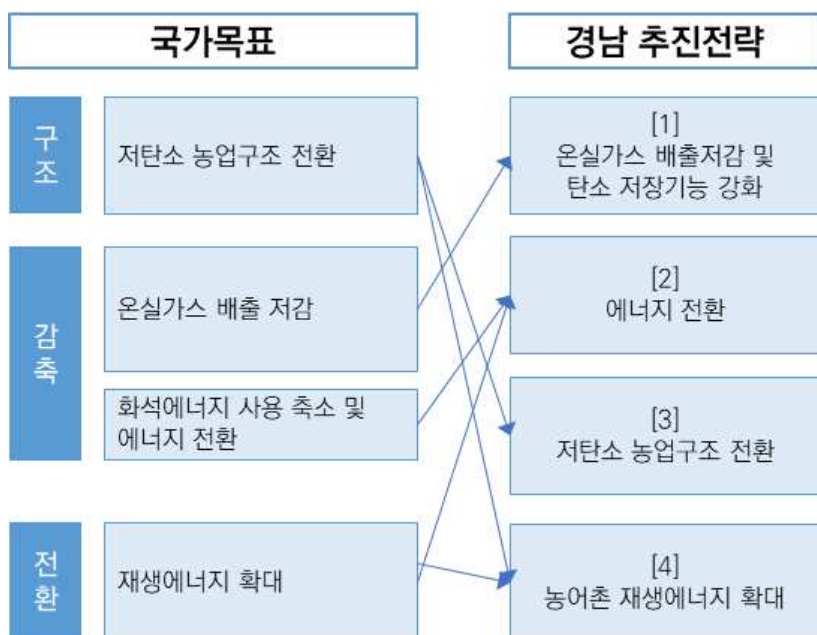 국가목표
경남 추진전략
구
조
저탄소 농업구조 전환
[1]
온실가스 배출저감 및
탄소 저장기능 강화
감
축
온실가스 배출 저감
[2]
에너지 전환
화석에너지 사용 축소 및
에너지 전환
[3]
저탄소 농업구조 전환
전
환
재생에너지 확대
[4]
농어촌 재생에너지 확대